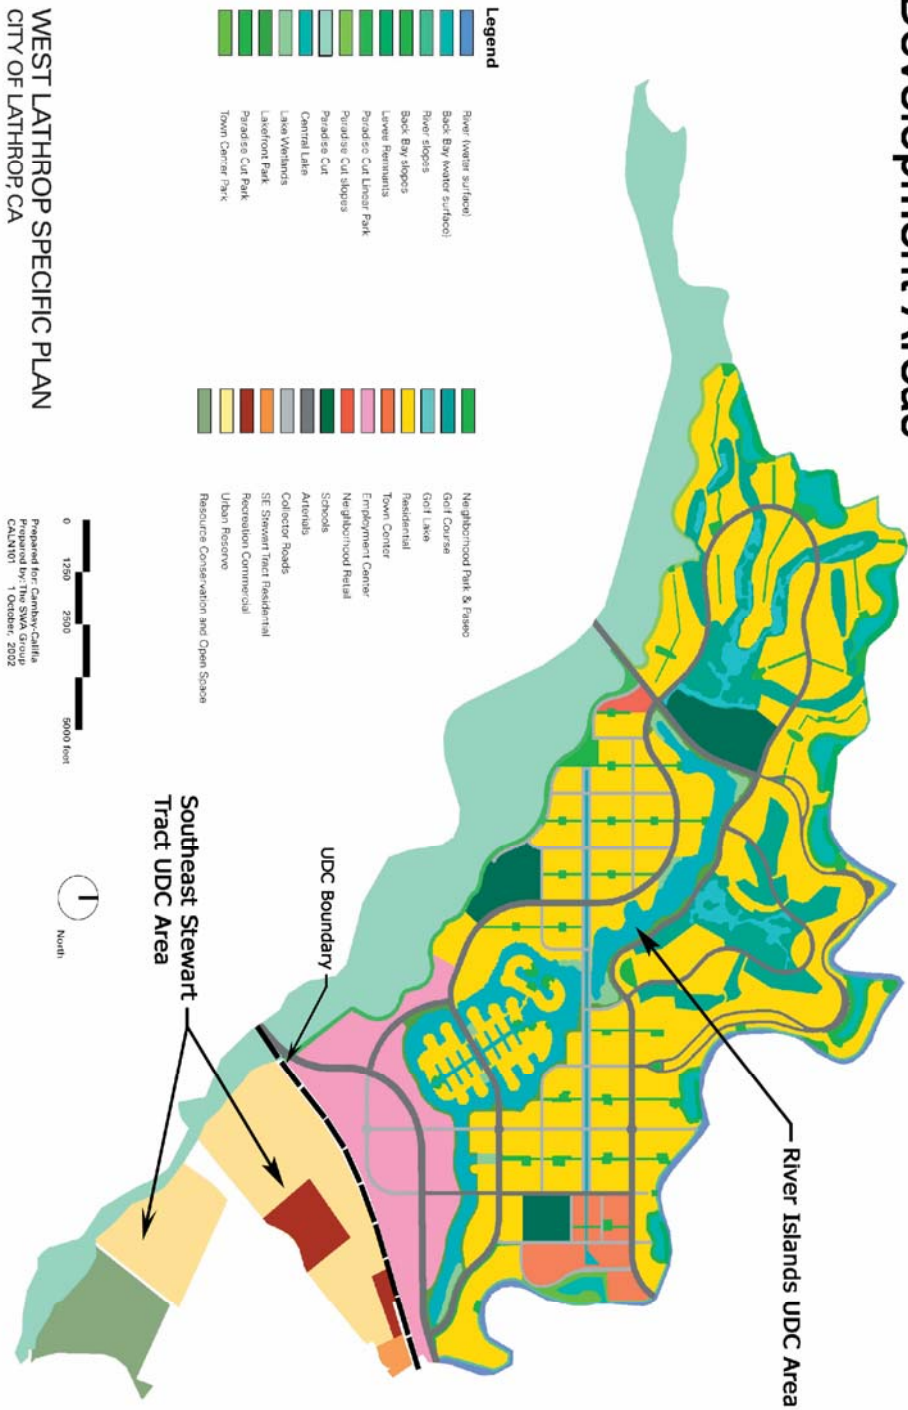 Development Areas
Legend
River (water surface)
Back Bay (water surface)
River slopes
Back Bay slopes
Levee Remnants
Paradise Cut Linear Park
Paradise Cut slopes
Paradise Cut
Central Lake
Lake Wetlands
Lakefront Park
Paradise Cut Park
Town Center Park
Neighborhood Park & Paseo
Golf Course
Golf Lake
Residential
Town Center
Employment Center
Neighborhood Retail
Schools
Arterials
Collector Roads
SE Stewart Tract Residential
Recreation Commercial
Urban Reserve
Resource Conservation and Open Space
River Islands UDC Area
UDC Boundary
Southeast Stewart
Tract UDC Area
WEST LATHROP SPECIFIC PLAN
CITY OF LATHROP, CA
0 1250 2500 5000 feet
Prepared for: Cambay-Califia
Prepared by: The SWA Group
CALN101 1 October, 2002
North